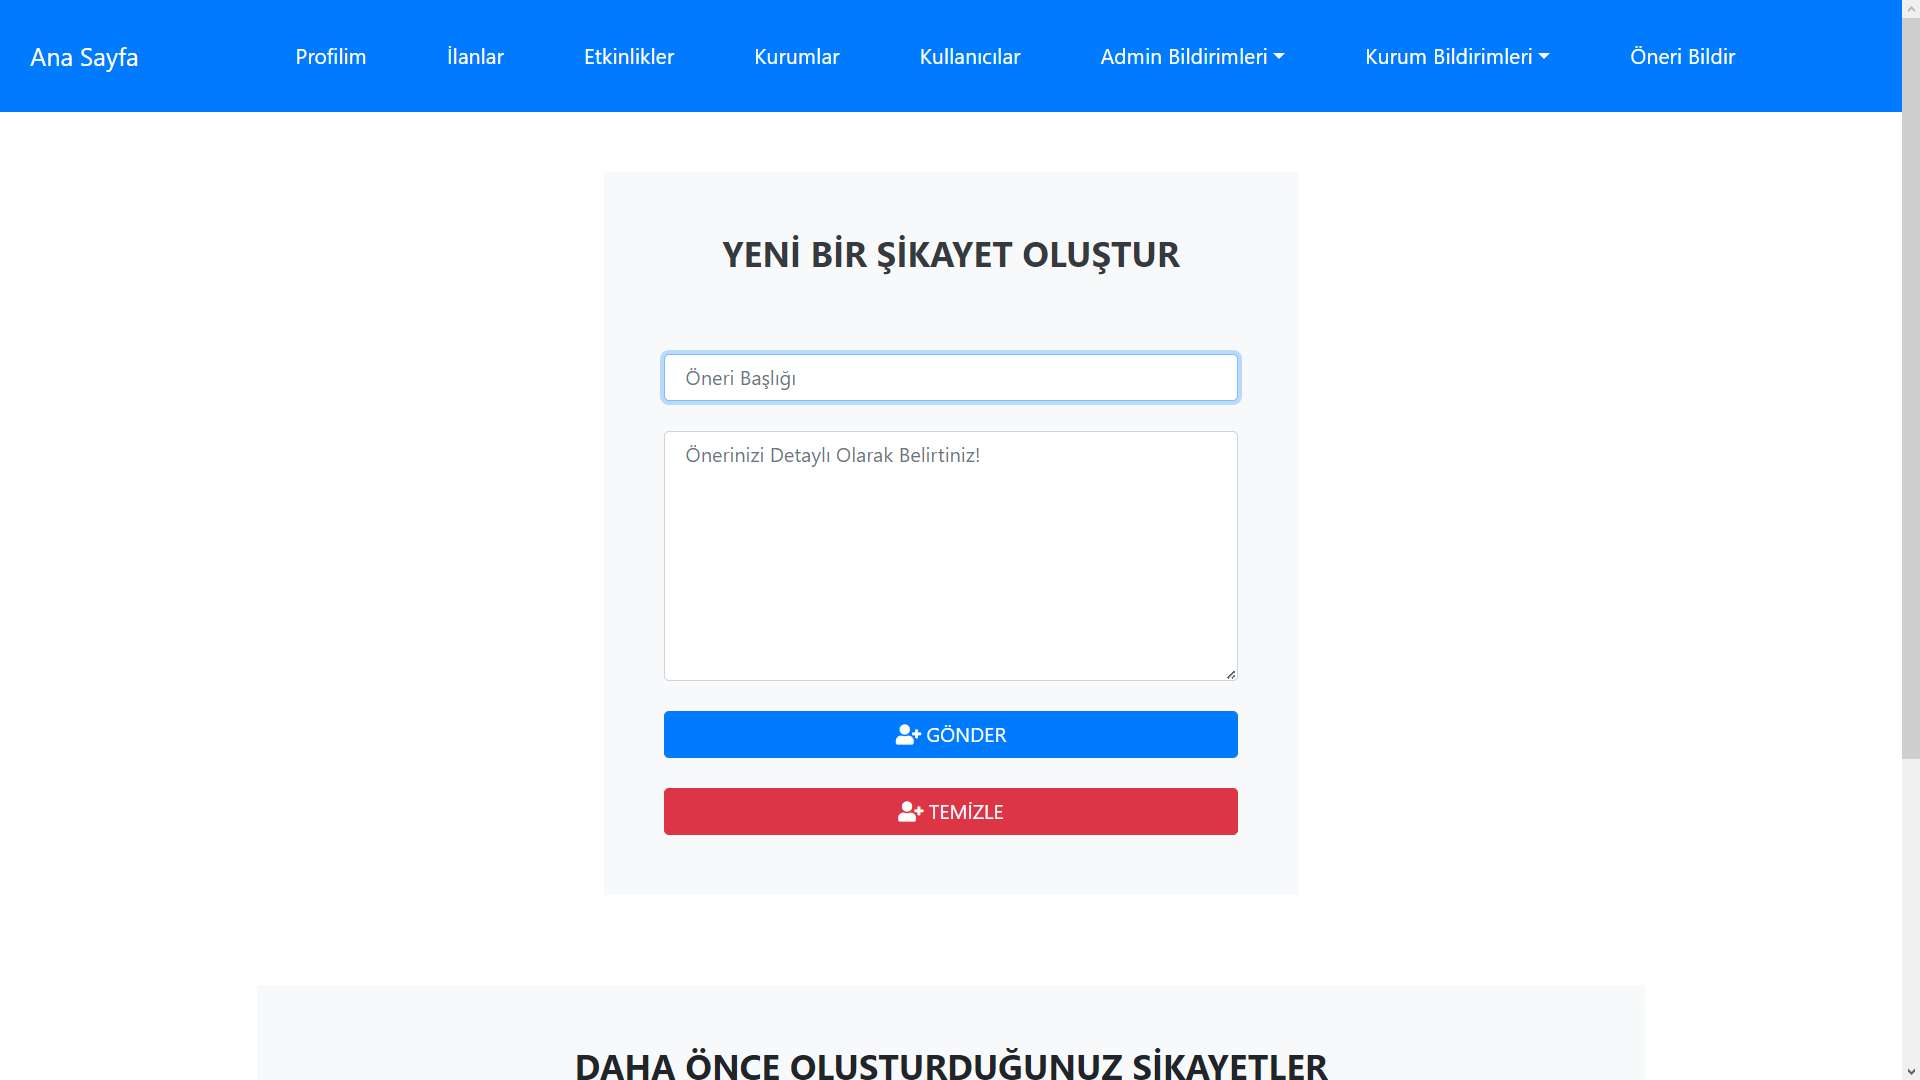 Ana Sayfa Profilim İlanlar Etkinlikler Kurumlar Kullanıcılar Admin Bildirimleri Kurum Bildirimleri Öneri Bildir
YENİ BİR ŞİKAYET OLUŞTUR
Öneri Başlığı
Önerinizi Detaylı Olarak Belirtiniz!
GÖNDER
TEMİZLE
DAHA ÖNCE OLUŞTURDUĞUNUZ ŞİKAYETLER